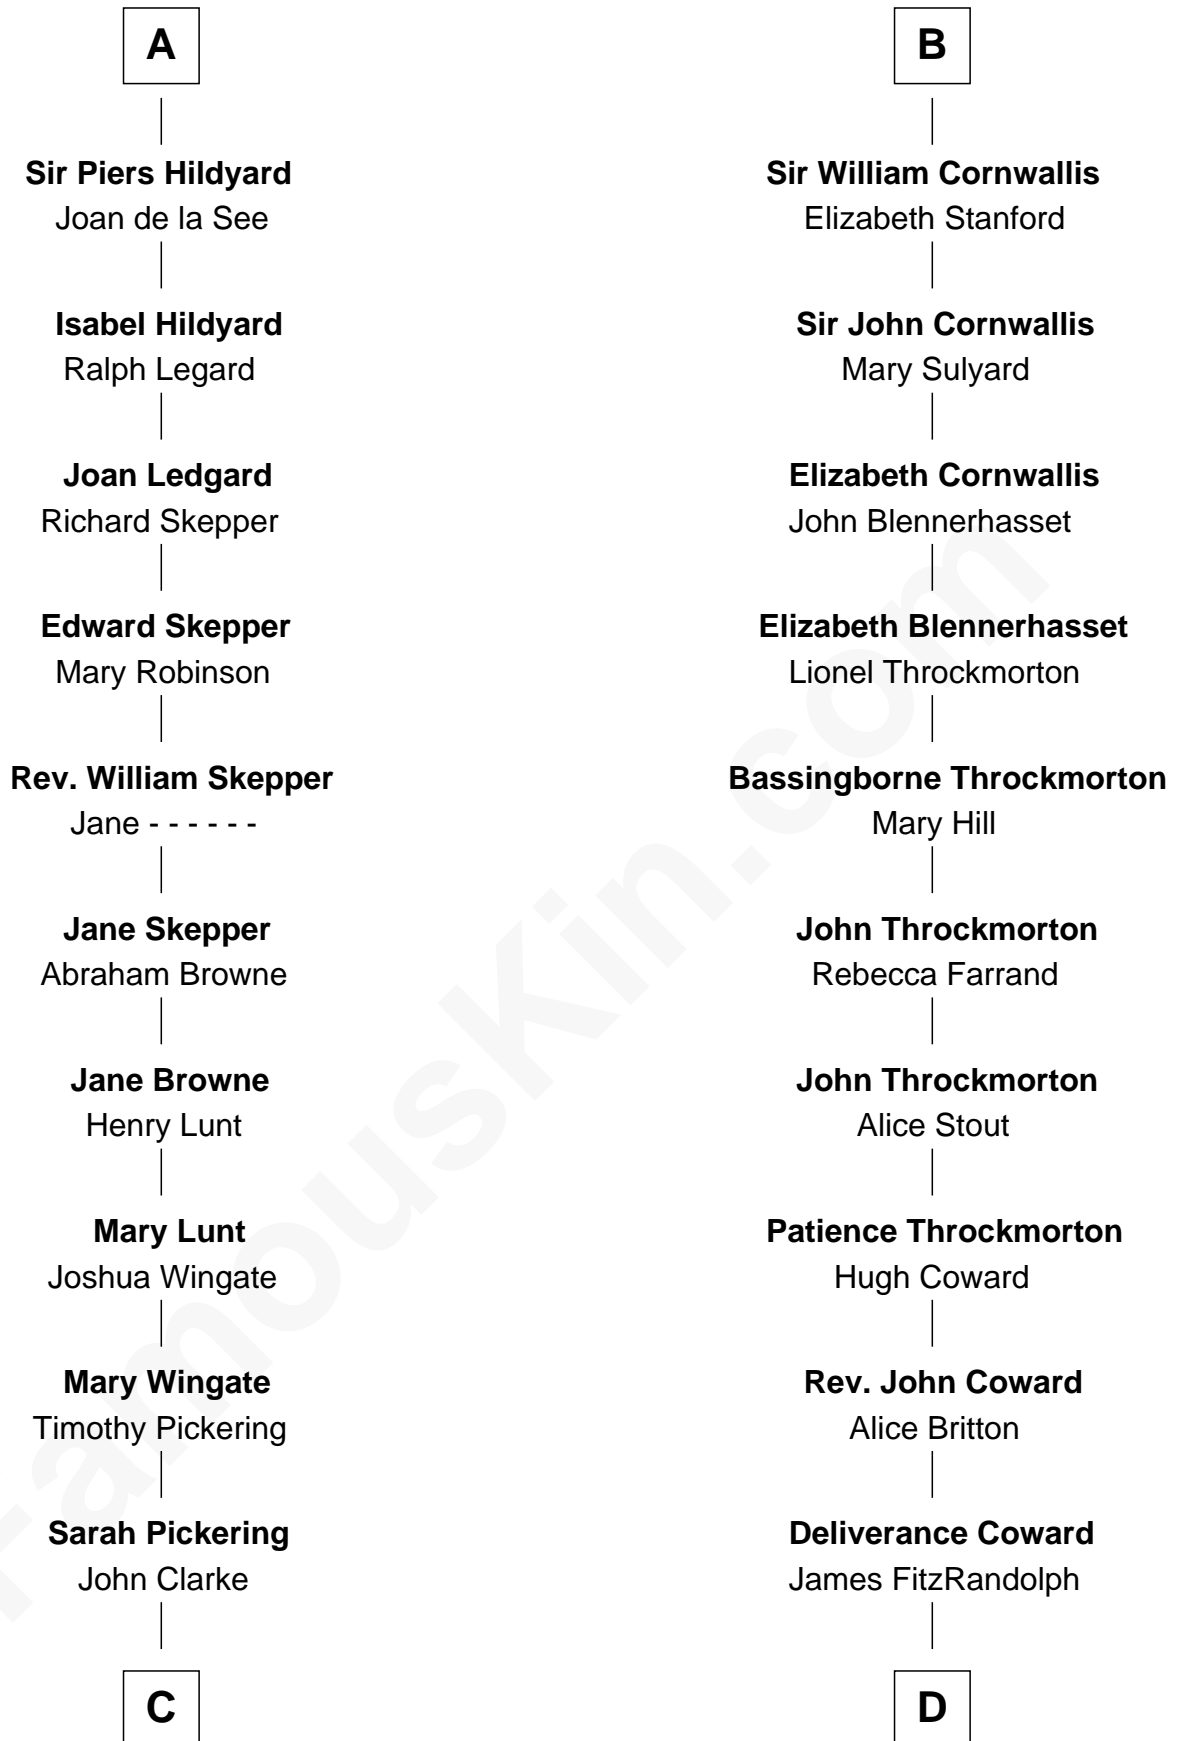 A
Sir Piers Hildyard
Joan de la See
Isabel Hildyard
Ralph Legard
Joan Ledgard
Richard Skepper
Edward Skepper
Mary Robinson
Rev. William Skepper
Jane - - - - - -
Jane Skepper
Abraham Browne
Jane Browne
Henry Lunt
Mary Lunt
Joshua Wingate
Mary Wingate
Timothy Pickering
Sarah Pickering
John Clarke
C
B
Sir William Cornwallis
Elizabeth Stanford
Sir John Cornwallis
Mary Sulyard
Elizabeth Cornwallis
John Blennerhasset
Elizabeth Blennerhasset
Lionel Throckmorton
Bassingborne Throckmorton
Mary Hill
John Throckmorton
Rebecca Farrand
John Throckmorton
Alice Stout
Patience Throckmorton
Hugh Coward
Rev. John Coward
Alice Britton
Deliverance Coward
James FitzRandolph
D
FamousKin.com